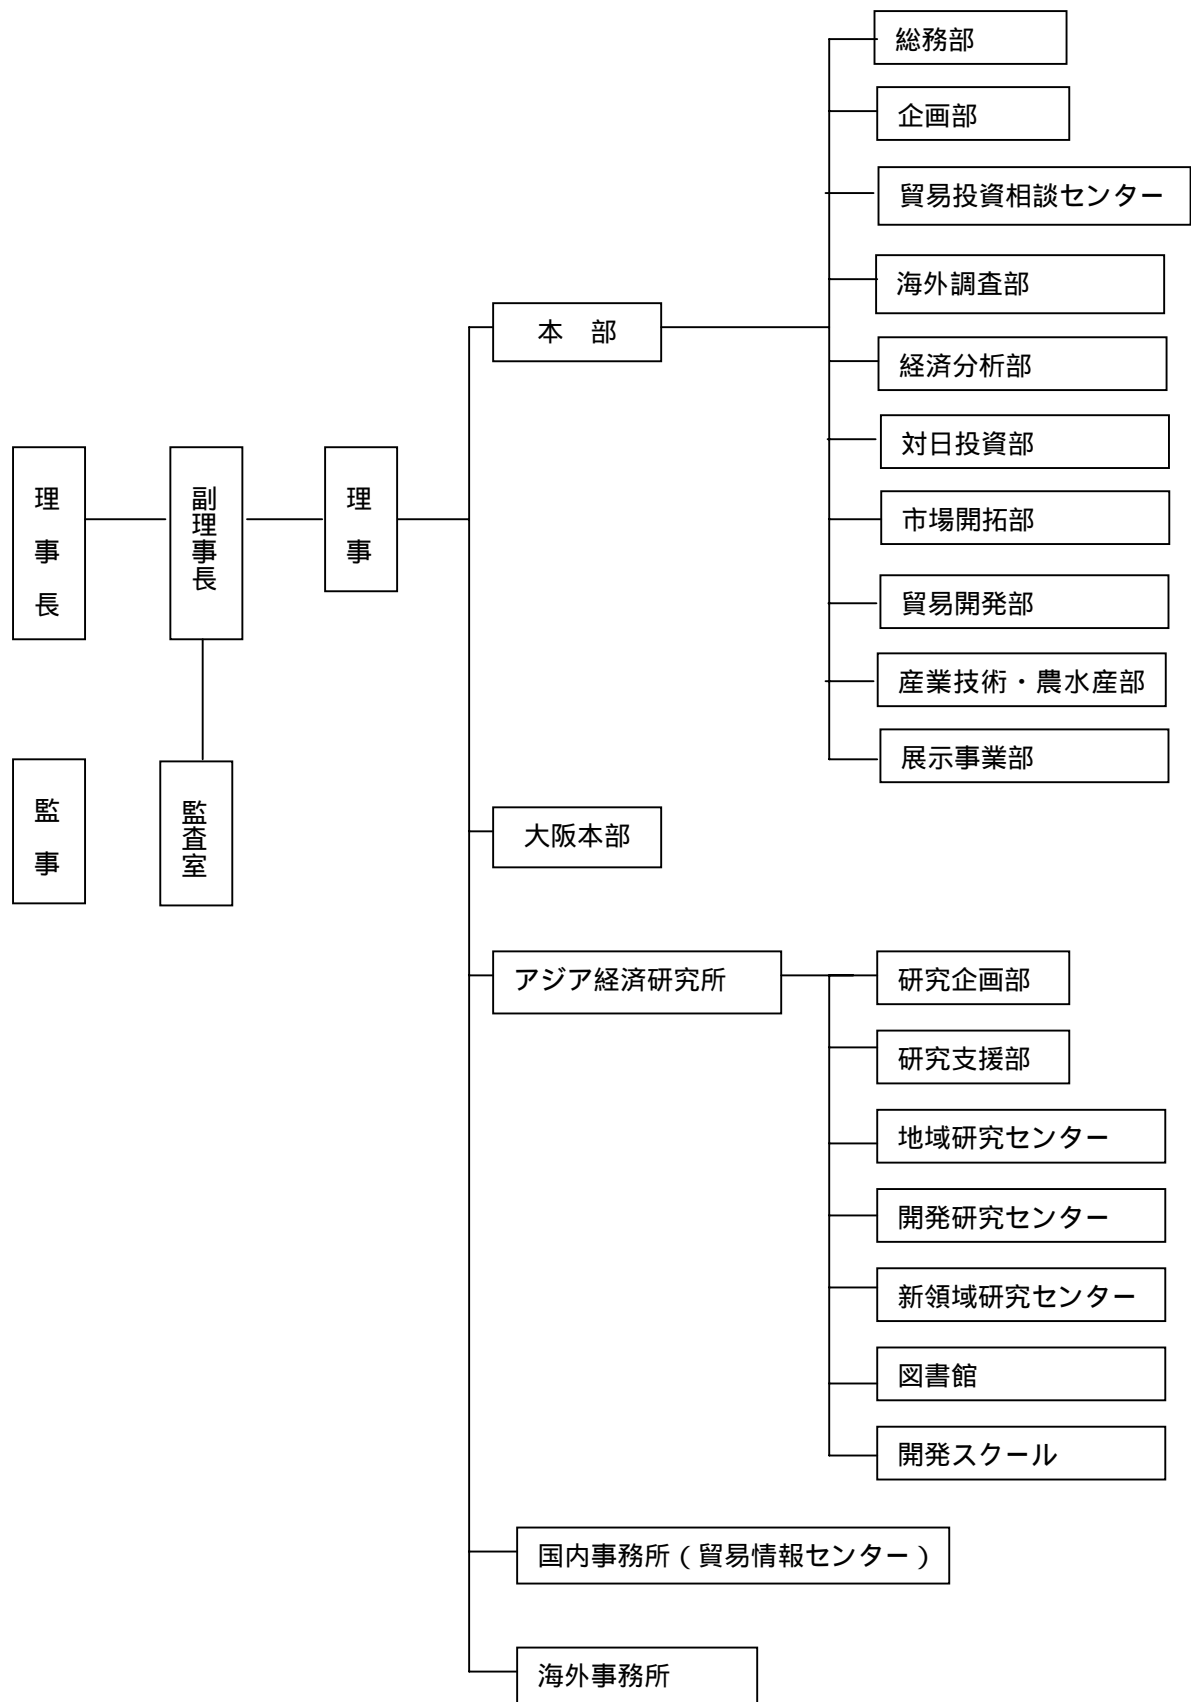 理事長
副理事長
理事
監事
監査室
本　部
総務部
企画部
貿易投資相談センター
海外調査部
経済分析部
対日投資部
市場開拓部
貿易開発部
産業技術・農水産部
展示事業部
大阪本部
アジア経済研究所
研究企画部
研究支援部
地域研究センター
開発研究センター
新領域研究センター
図書館
開発スクール
国内事務所（貿易情報センター）
海外事務所